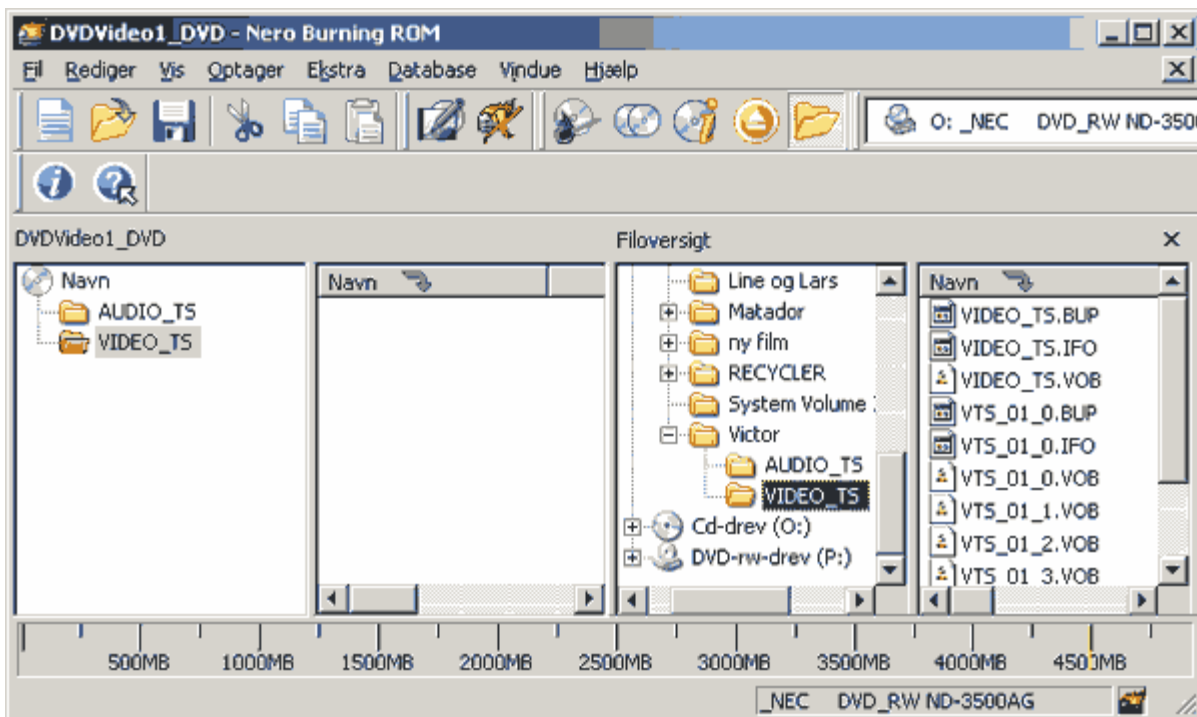 DVDVideo1_DVD - Nero Burning ROM
Fil Rediger Vis Optager Ekstra Database Vindue Hjælp
O: _NEC DVD_RW ND-350
DVDVideo1_DVD
Navn
AUDIO_TS
VIDEO_TS
Navn
Filoversigt
Line og Lars
Matador
ny film
RECYCLER
System Volume
Victor
AUDIO_TS
VIDEO_TS
Cd-drev (O:)
DVD-rw-drev (P:)
Navn
VIDEO_TS.BUP
VIDEO_TS.IFO
VIDEO_TS.VOB
VTS_01_0.BUP
VTS_01_0.IFO
VTS_01_0.VOB
VTS_01_1.VOB
VTS_01_2.VOB
VTS_01_3.VOB
500MB 1000MB 1500MB 2000MB 2500MB 3000MB 3500MB 4000MB 4500MB
_NEC DVD_RW ND-3500AG